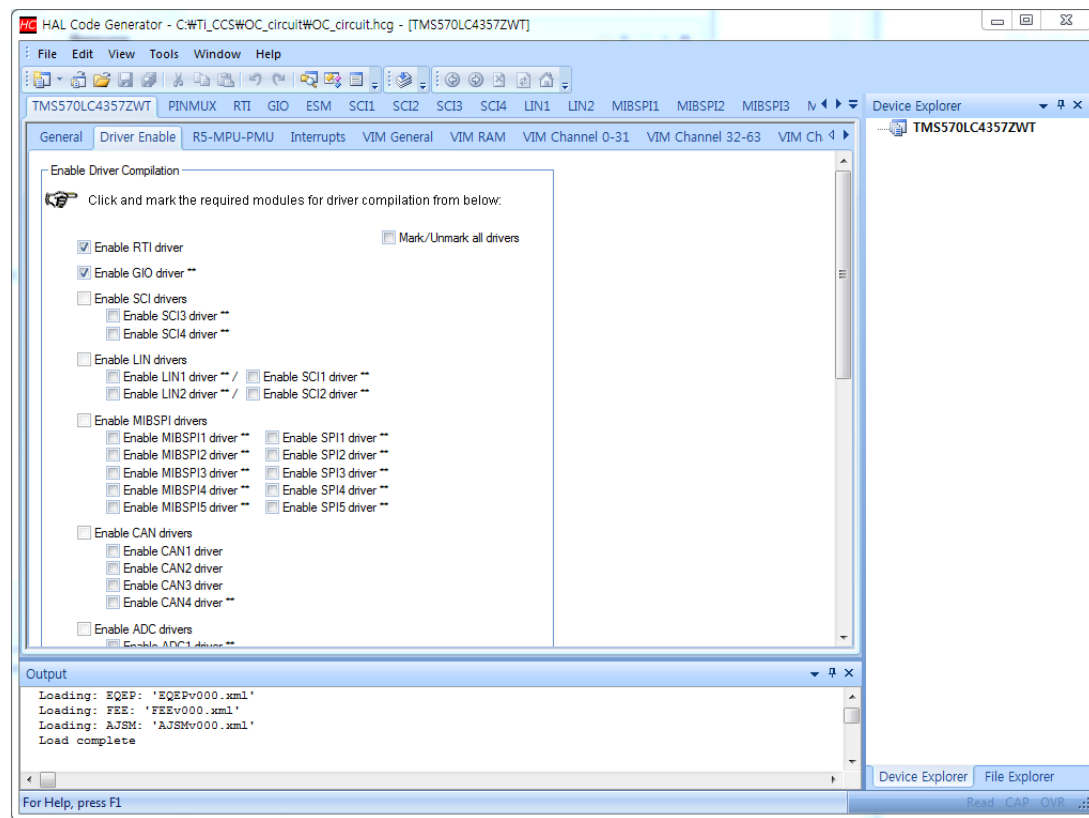 HC HAL Code Generator - C:₩Ti_CCS₩OC_circuit₩OC_circuit.hcg - [TMS570LC4357ZWT]
File Edit View Tools Window Help
TMS570LC4357ZWT PINMUX RTI GIO ESM SCI1 SCI2 SCI3 SCI4 LIN1 LIN2 MIBSPI1 MIBSPI2 MIBSPI3
Device Explorer
TMS570LC4357ZWT
General Driver Enable R5-MPU-PMU Interrupts VIM General VIM RAM VIM Channel 0-31 VIM Channel 32-63 VIM Ch
Enable Driver Compilation
Click and mark the required modules for driver compilation from below:
Mark/Unmark all drivers
Enable RTI driver
Enable GIO driver **
Enable SCI drivers
Enable SCI3 driver **
Enable SCI4 driver **
Enable LIN drivers
Enable LIN1 driver ** / Enable SCI1 driver **
Enable LIN2 driver ** / Enable SCI2 driver **
Enable MIBSPI drivers
Enable MIBSPI1 driver ** Enable SPI1 driver **
Enable MIBSPI2 driver ** Enable SPI2 driver **
Enable MIBSPI3 driver ** Enable SPI3 driver **
Enable MIBSPI4 driver ** Enable SPI4 driver **
Enable MIBSPI5 driver ** Enable SPI5 driver **
Enable CAN drivers
Enable CAN1 driver
Enable CAN2 driver
Enable CAN3 driver
Enable CAN4 driver **
Enable ADC drivers
Enable ADC1 driver **
Output
Loading: EQEP: 'EQEPv000.xml'
Loading: FEE: 'FEEv000.xml'
Loading: AJSM: 'AJSMv000.xml'
Load complete
Device Explorer File Explorer
For Help, press F1
Read CAP OVR